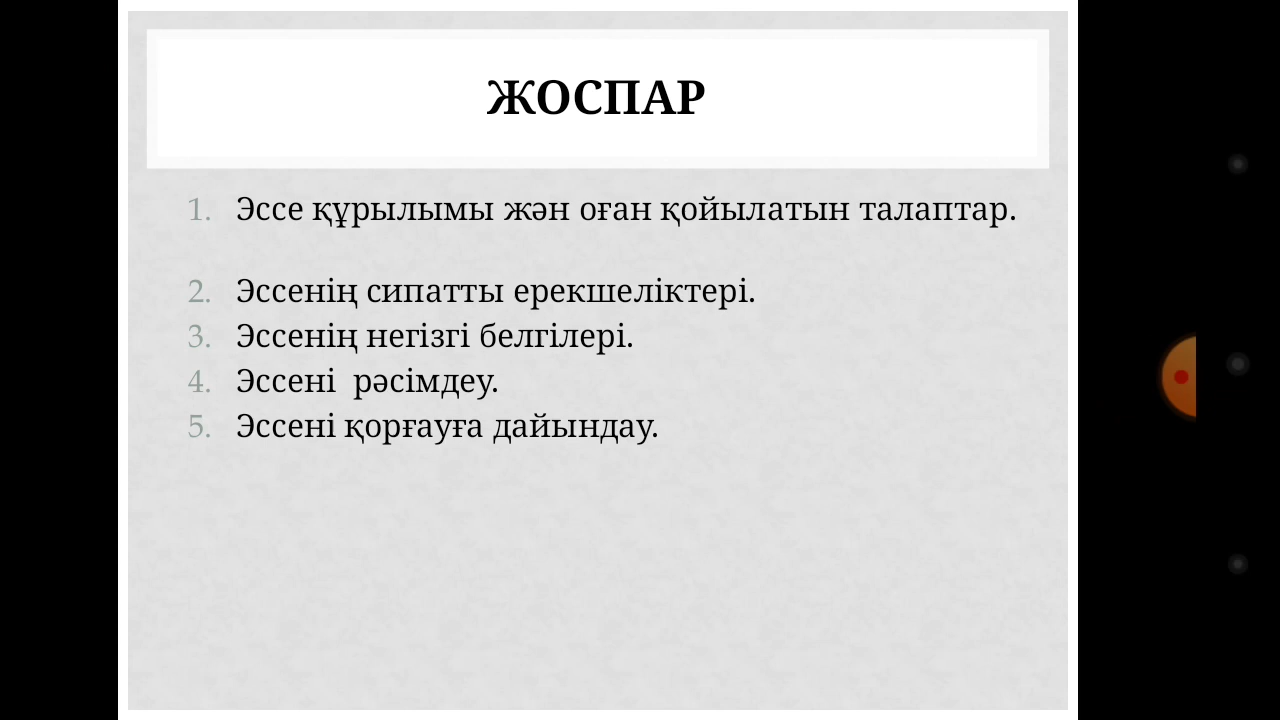 ЖОСПАР
1. Эссе құрылымы жән оған қойылатын талаптар.
2. Эссенің сипатты ерекшеліктері.
3. Эссенің негізгі белгілері.
4. Эссені  рәсімдеу.
5. Эссені қорғауға дайындау.